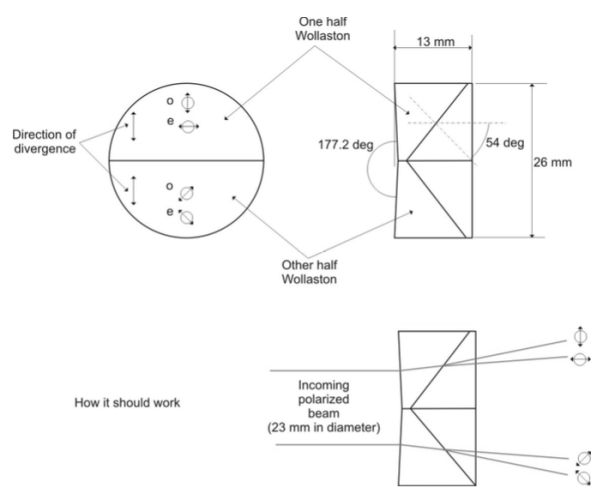 One half
Wollaston
13 mm
o
e
Direction of
divergence
177.2 deg
54 deg
26 mm
o
e
Other half
Wollaston
How it should work
Incoming
polarized
beam
(23 mm in diameter)